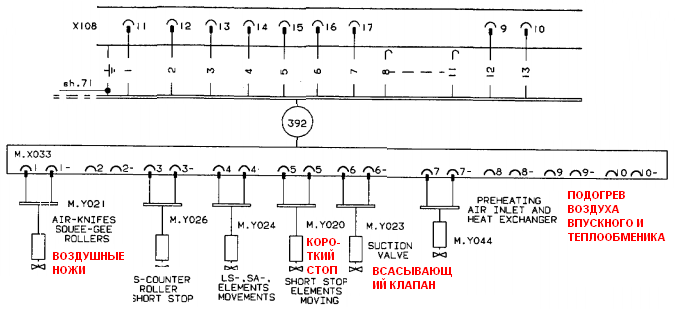 X108
11 12 13 14 15 16 17 9 10
sh.71
1 2 3 4 5 6 7 8 11 12 13
392
M.X033
1 1- 2 2- 3 3- 4 4- 5 5 6 6- 7 7- 8 8- 9 9- 10 10-
M.Y021
AIR-KNIFES
SQUEE-GEE
ROLLERS
ВОЗДУШНЫЕ
НОЖИ
M.Y026
S-COUNTER
ROLLER
SHORT STOP
M.Y024
LS-,SA-,
ELEMENTS
MOVEMENTS
M.Y020
КОРО-
ТКИЙ
СТОП
SHORT STOP
ELEMENTS
MOVING
M.Y023
SUCTION
VALVE
ВСАСЫВАЮЩ
ИЙ КЛАПАН
M.Y044
PREHEATING
AIR INLET AND
HEAT EXCHANGER
ПОДОГРЕВ
ВОЗДУХА
ВПУСКНОГО И
ТЕПЛООБМЕНИКА